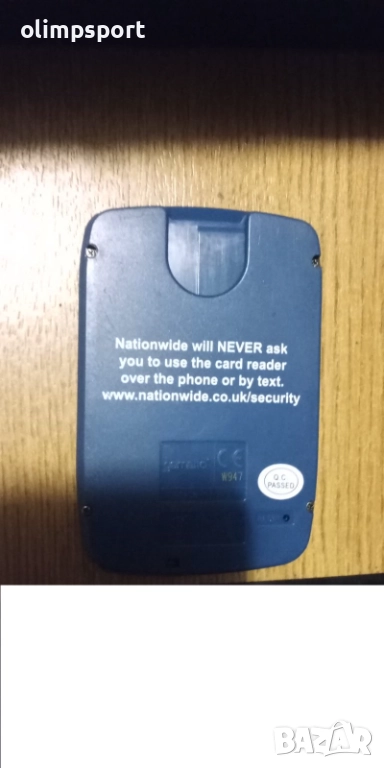 olimpsport
Nationwide will NEVER ask
you to use the card reader
over the phone or by text.
www.nationwide.co.uk/security
CE
W947
Q.C.
PASSED
BAZAR